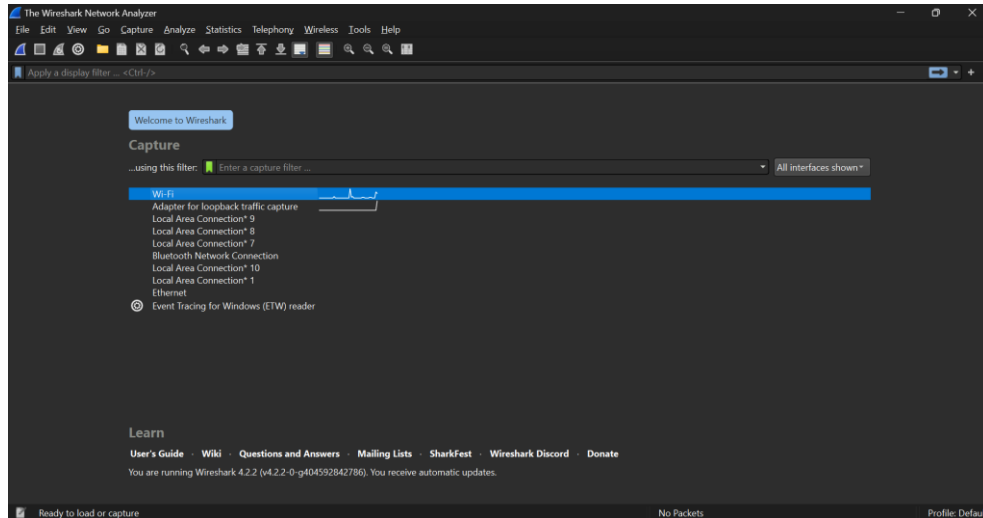 The Wireshark Network Analyzer
File Edit View Go Capture Analyze Statistics Telephony Wireless Tools Help
Apply a display filter ... <Ctrl-/>
Welcome to Wireshark
Capture
...using this filter: Enter a capture filter ... All interfaces shown
Wi-Fi
Adapter for loopback traffic capture
Local Area Connection* 9
Local Area Connection* 8
Local Area Connection* 7
Bluetooth Network Connection
Local Area Connection* 10
Local Area Connection* 1
Ethernet
Event Tracing for Windows (ETW) reader
Learn
User's Guide · Wiki · Questions and Answers · Mailing Lists · SharkFest · Wireshark Discord · Donate
You are running Wireshark 4.2.2 (v4.2.2-0-g404592842786). You receive automatic updates.
Ready to load or capture No Packets Profile: Defau